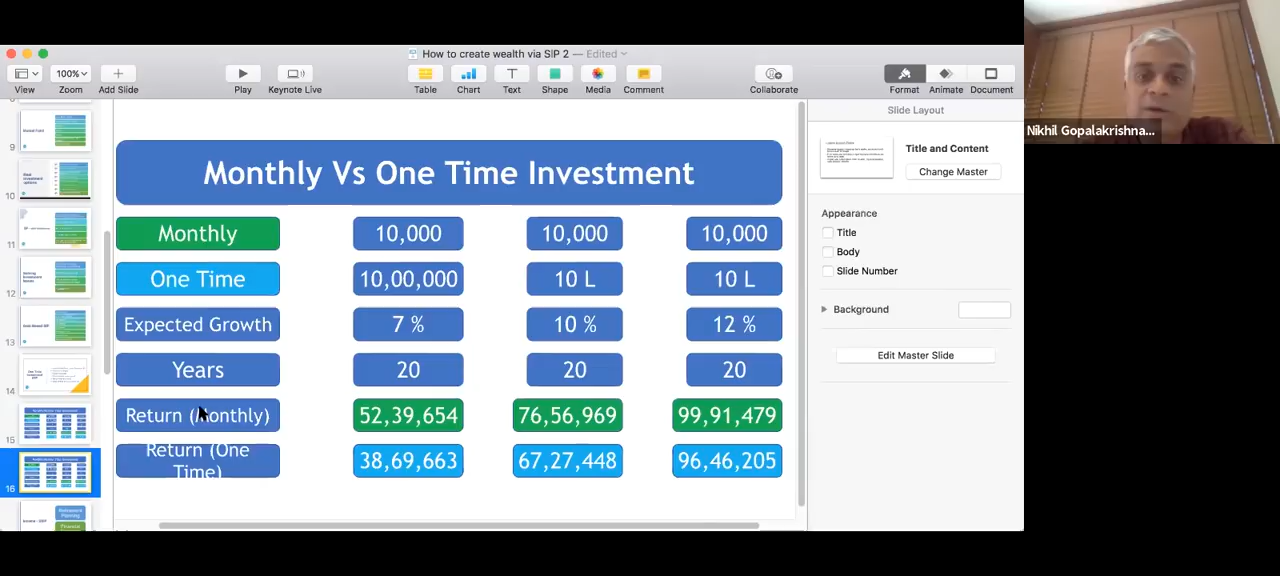 How to create wealth via SIP 2 — Edited
100%
View
Zoom
Add Slide
Play
Keynote Live
Table
Chart
Text
Shape
Media
Comment
Collaborate
Format
Animate
Document
Nikhil Gopalakrishna...
Slide Layout
Title and Content
Change Master
Appearance
Title
Body
Slide Number
Background
Edit Master Slide
9
10
11
12
13
14
15
16
Monthly Vs One Time Investment
Monthly 10,000 10,000 10,000
One Time 10,00,000 10 L 10 L
Expected Growth 7 % 10 % 12 %
Years 20 20 20
Return (Monthly) 52,39,654 76,56,969 99,91,479
Return (One
Time) 38,69,663 67,27,448 96,46,205